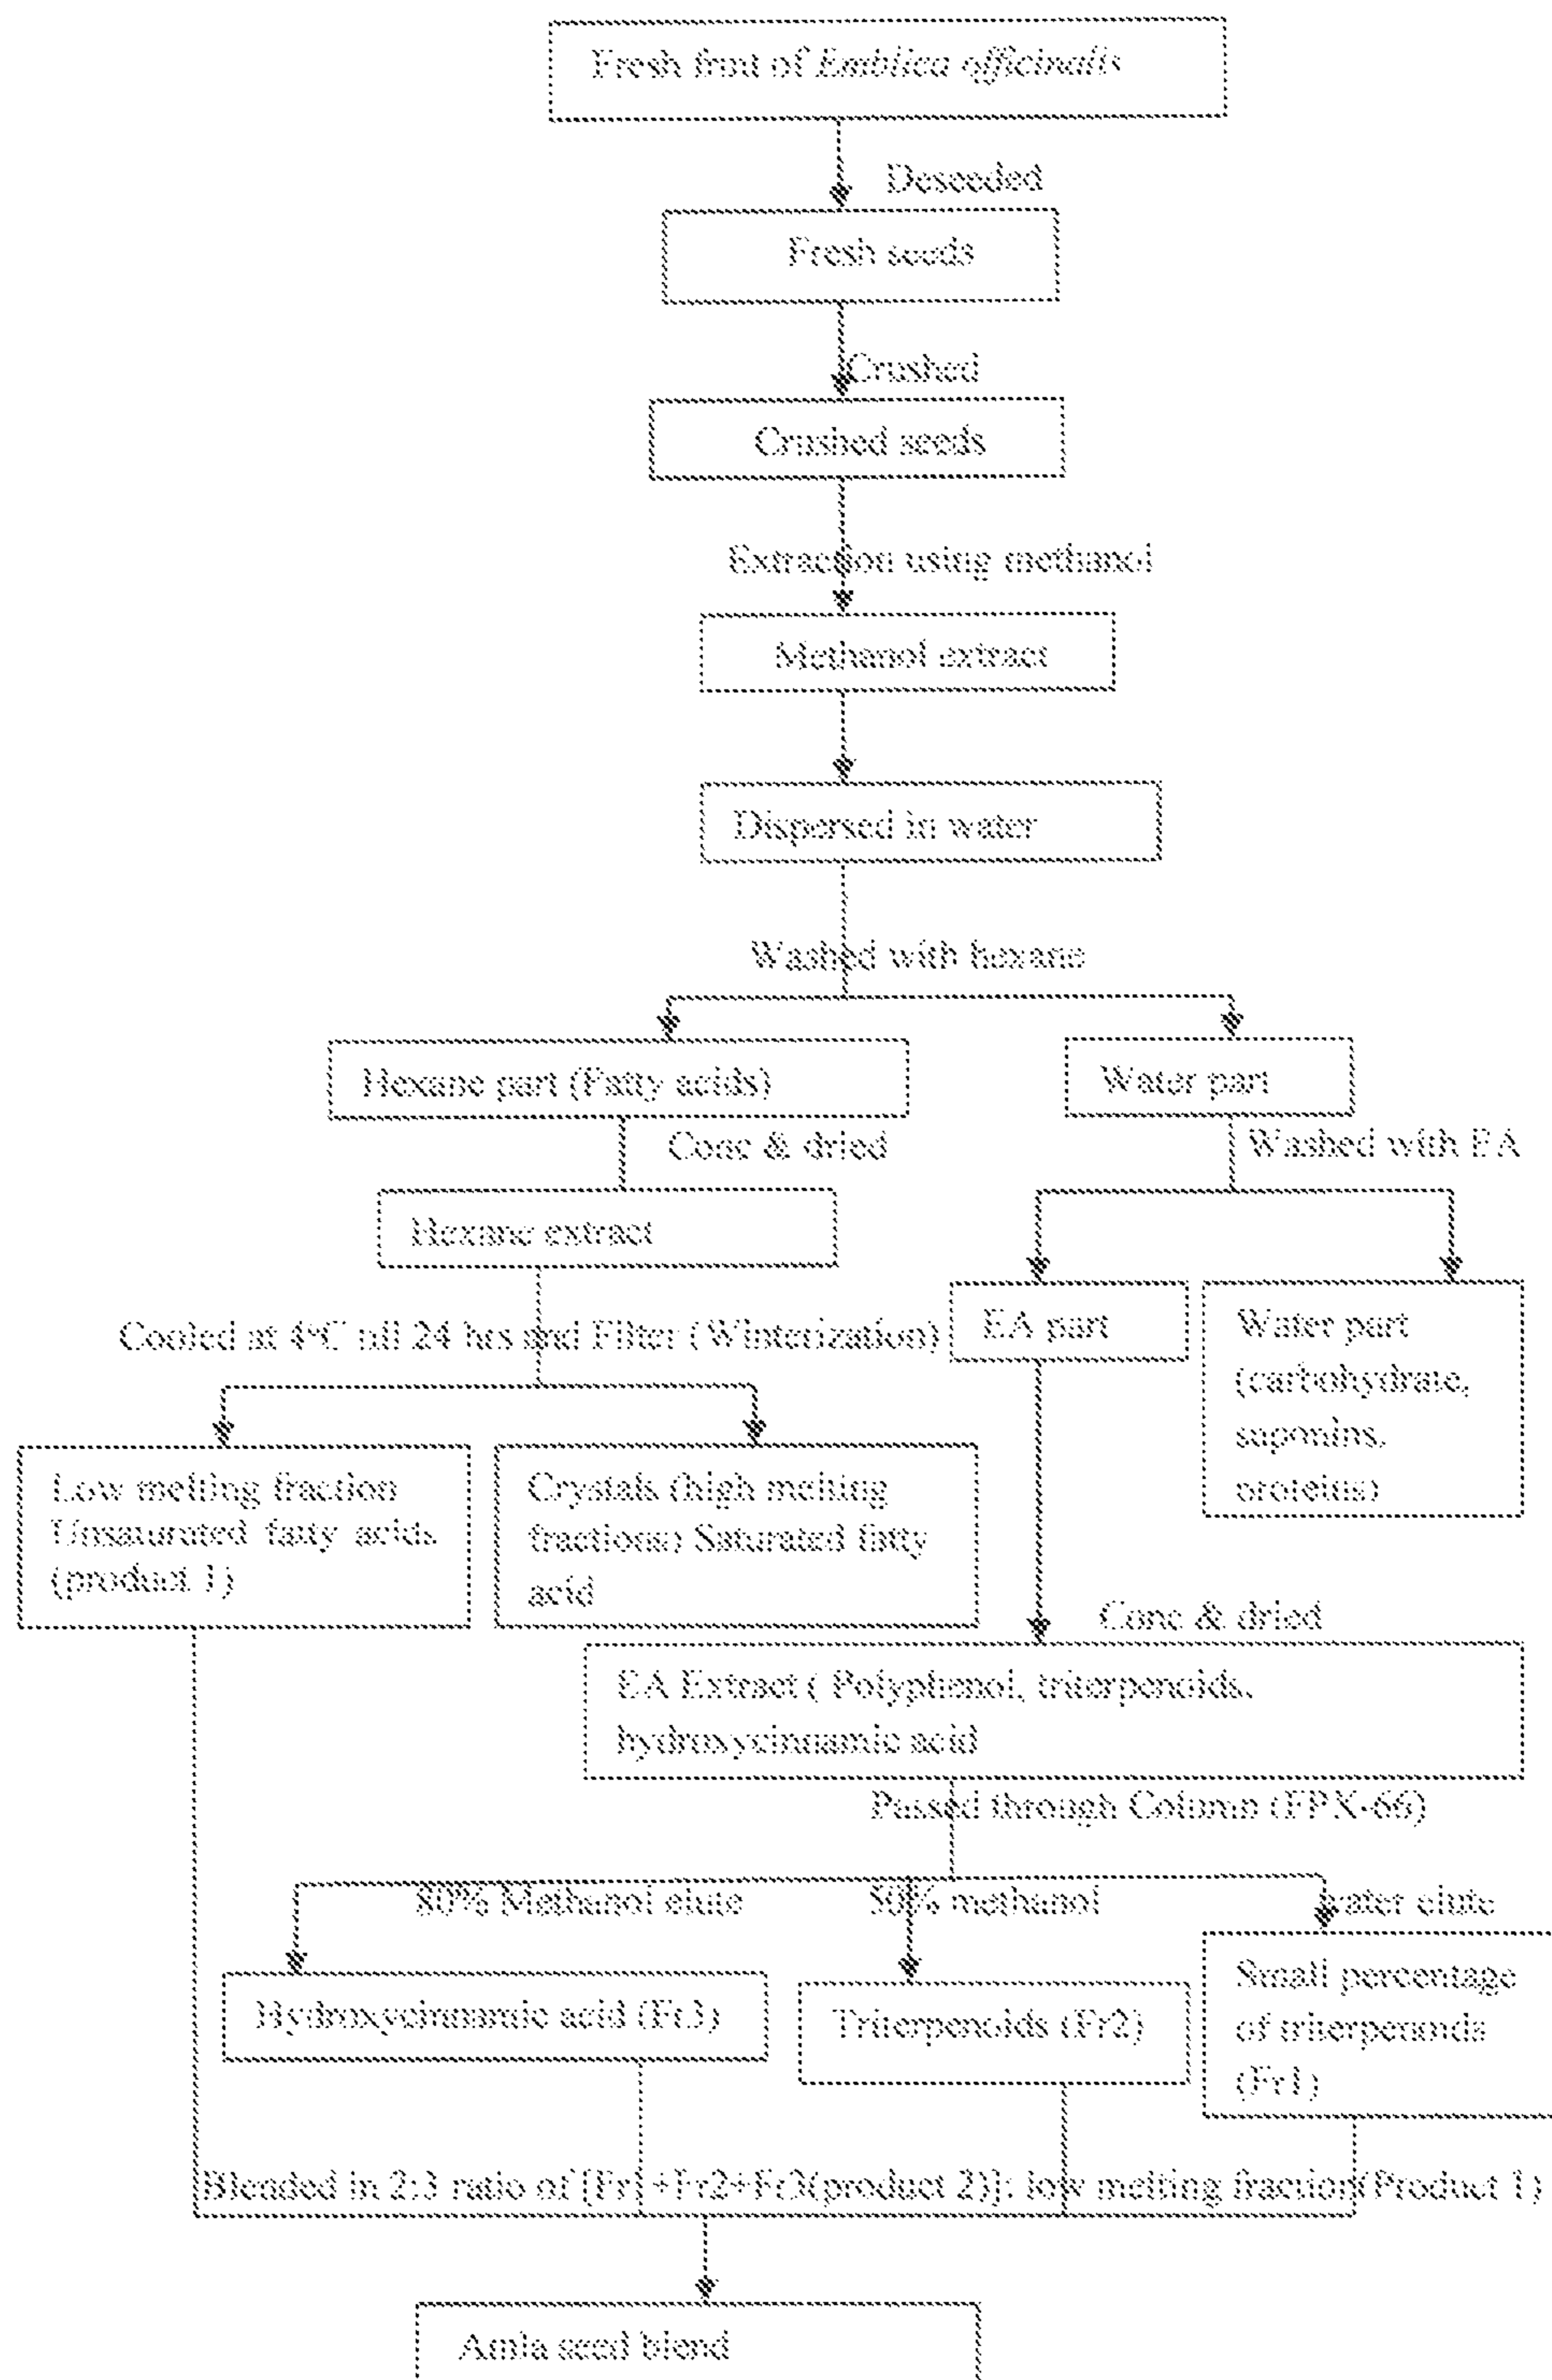 Fresh fruit of Emblica officinalis
Deseeded
Fresh seeds
Crushed
Crushed seeds
Extraction using methanol
Methanol extract
Dispersed in water
Washed with hexane
Hexane part (Fatty acids)
Water part
Conc & dried
Washed with EA
Hexane extract
Cooled at 4°C till 24 hrs and Filter (Winterization)
EA part
Water part
(carbohydrate,
saponins,
proteins)
Low melting fraction
Unsaturated fatty acids
(product 1)
Crystals (high melting
fractions) Saturated fatty
acid
Conc & dried
EA Extract ( Polyphenol, triterpenoids,
hydroxycinnamic acid
Passed through Column (FPX-66)
80% Methanol elute
50% methanol
water elute
Hydroxycinnamic acid (Fr3)
Triterpenoids (Fr2)
Small percentage
of triterpenoids
(Fr1)
Blended in 2:3 ratio of [Fr1+Fr2+Fr3(product 2)]: low melting fraction(Product 1)
Amla seed blend